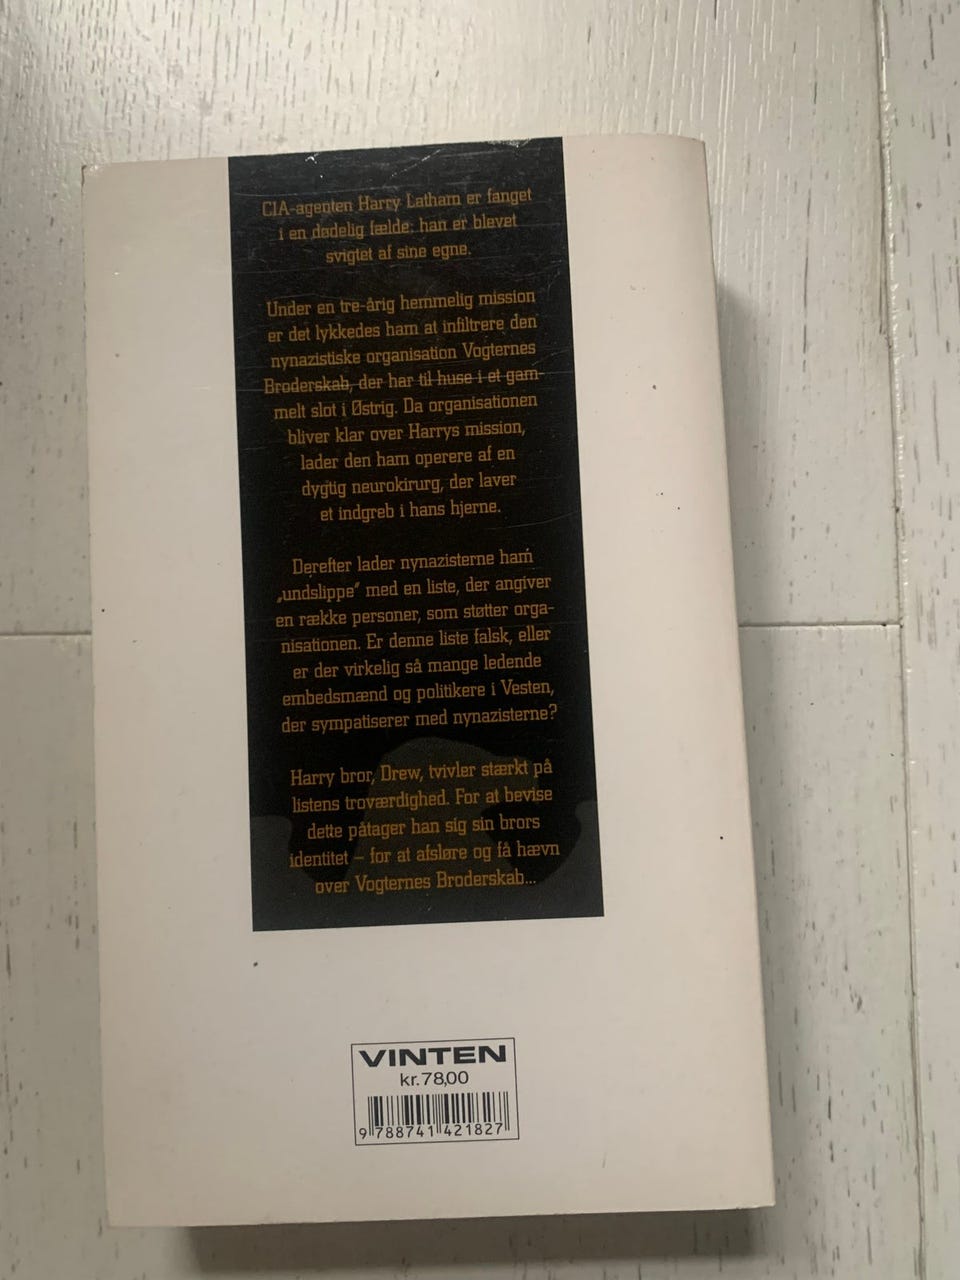 CIA-agenten Harry Latham er fanget
i en dødelig fælde: han er blevet
svigtet af sine egne.
Under en tre-årig hemmelig mission
er det lykkedes ham at infiltrere den
nynazistiske organisation Vogternes
Broderskab, der har til huse i et gam-
melt slot i Østrig. Da organisationen
bliver klar over Harrys mission,
lader den ham operere af en
dygtig neurokirurg, der laver
et indgreb i hans hjerne.
Derefter lader nynazisterne ham
„undslippe” med en liste, der angiver
en række personer, som støtter orga-
nisationen. Er denne liste falsk, eller
er der virkelig så mange ledende
embedsmænd og politikere i Vesten,
der sympatiserer med nynazisterne?
Harry bror, Drew, tvivler stærkt på
listens troværdighed. For at bevise
dette påtager han sig sin brors
identitet – for at afsløre og få hævn
over Vogternes Broderskab...
VINTEN
kr.78,00
9 788741 421827